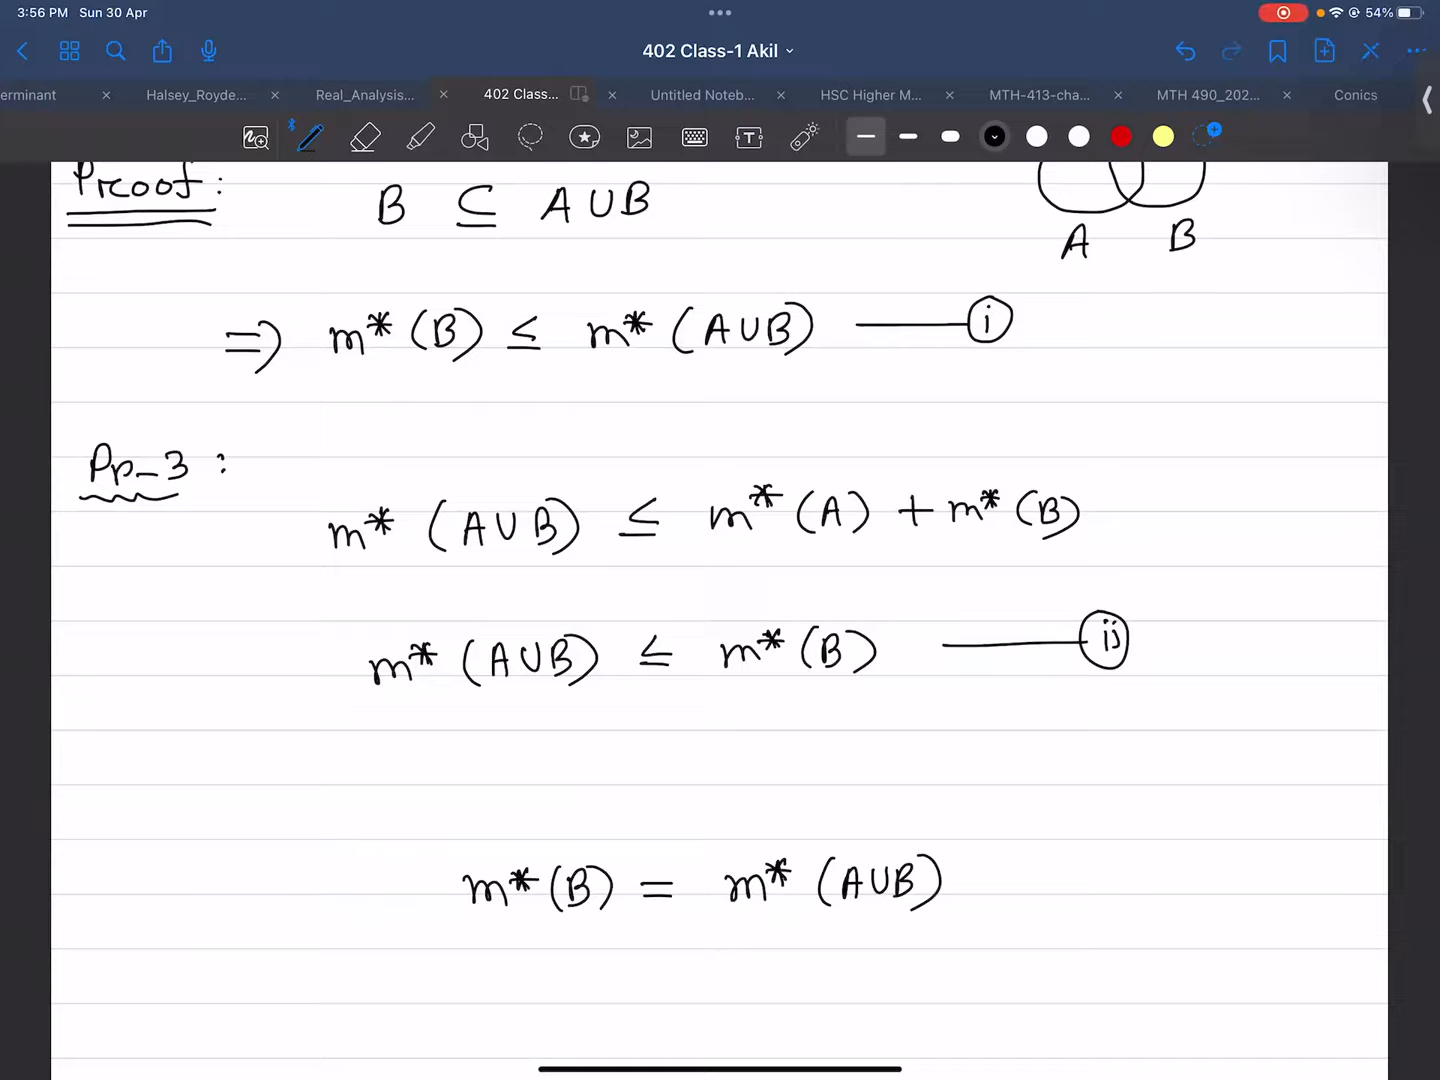 3:56 PM Sun 30 Apr 54%
402 Class-1 Akil
erminant Halsey_Royde... Real_Analysis... 402 Class... Untitled Noteb... HSC Higher M... MTH-413-cha... MTH 490_202... Conics
Proof: B ⊆ A∪B
A B
⇒ m*(B) ≤ m*(A∪B) — (i)
Pp-3:
m*(A∪B) ≤ m*(A) + m*(B)
m*(A∪B) ≤ m*(B) — (ii)
m*(B) = m*(A∪B)